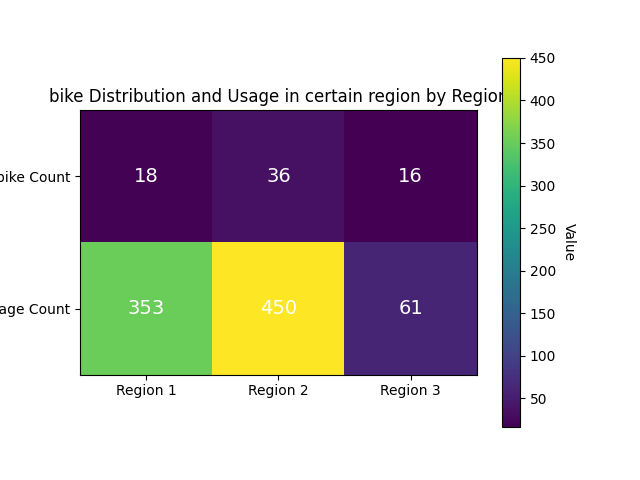 bike Distribution and Usage in certain region by Region
bike Count
18 36 16
age Count
353 450 61
Region 1 Region 2 Region 3
450
400
350
300
250
200
150
100
50
Value